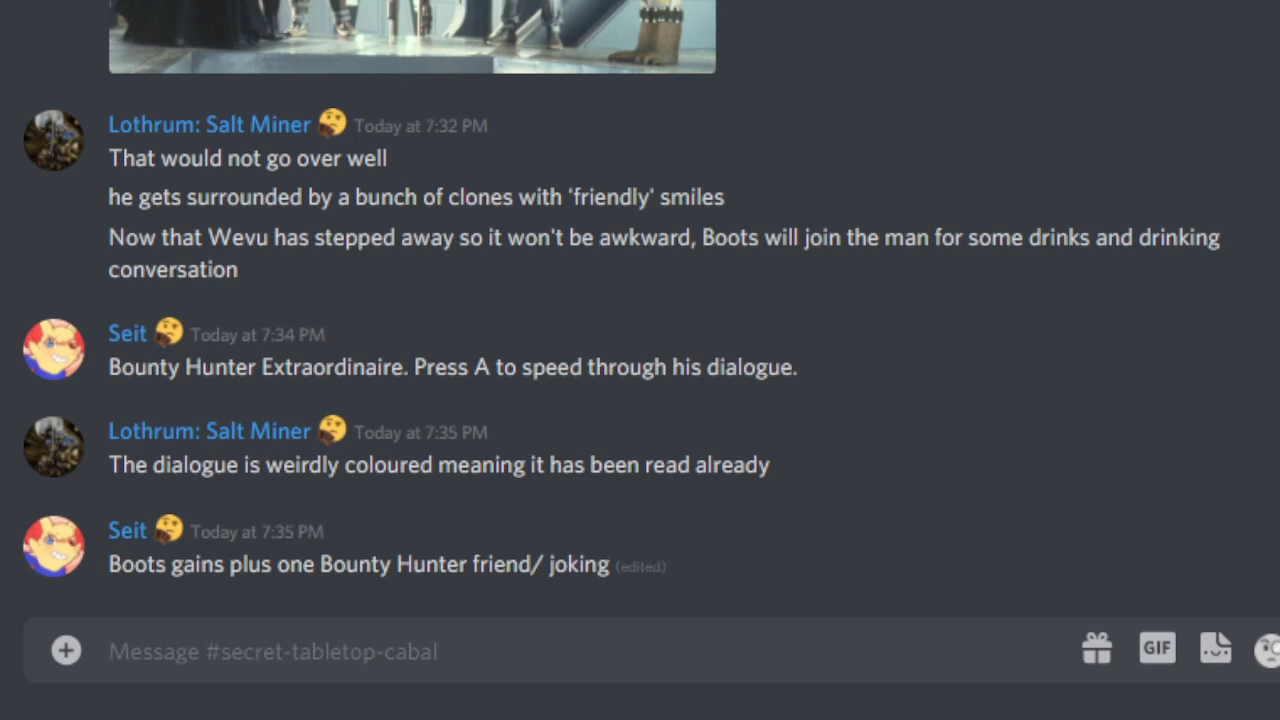 Lothrum: Salt Miner 🤔 Today at 7:32 PM
That would not go over well
he gets surrounded by a bunch of clones with 'friendly' smiles
Now that Wevu has stepped away so it won't be awkward, Boots will join the man for some drinks and drinking
conversation
Seit 🤔 Today at 7:34 PM
Bounty Hunter Extraordinaire. Press A to speed through his dialogue.
Lothrum: Salt Miner 🤔 Today at 7:35 PM
The dialogue is weirdly coloured meaning it has been read already
Seit 🤔 Today at 7:35 PM
Boots gains plus one Bounty Hunter friend/ joking (edited)
Message #secret-tabletop-cabal
GIF